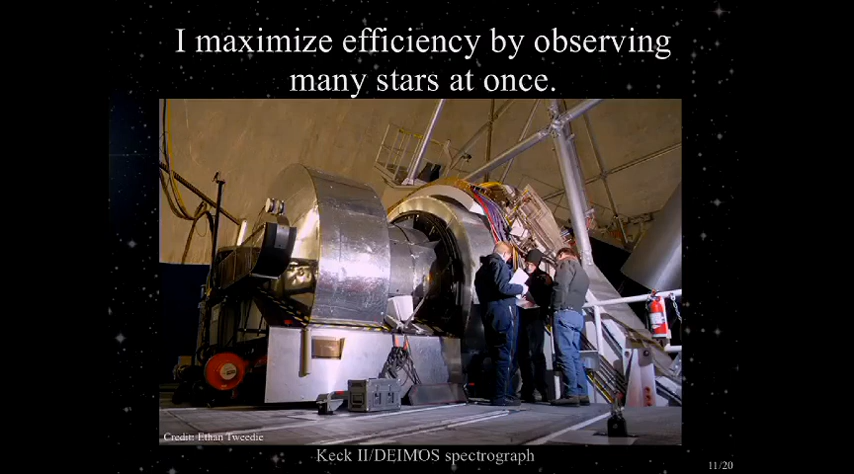 I maximize efficiency by observing
many stars at once.
Credit: Ethan Tweedie
Keck II/DEIMOS spectrograph
11/20